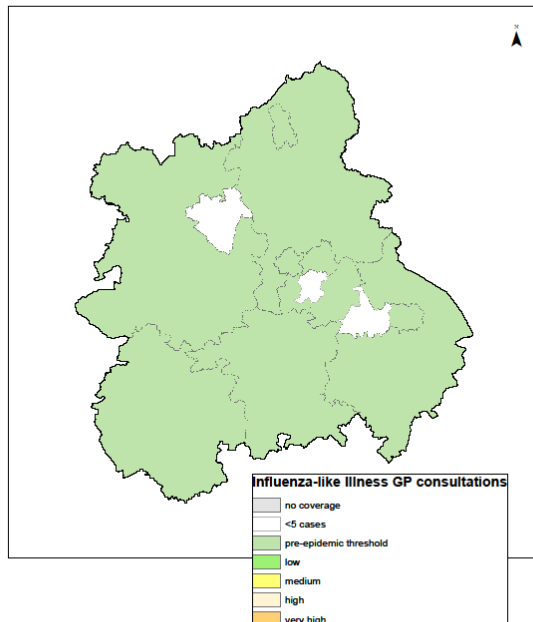 N
Influenza-like Illness GP consultations
no coverage
<5 cases
pre-epidemic threshold
low
medium
high
very high